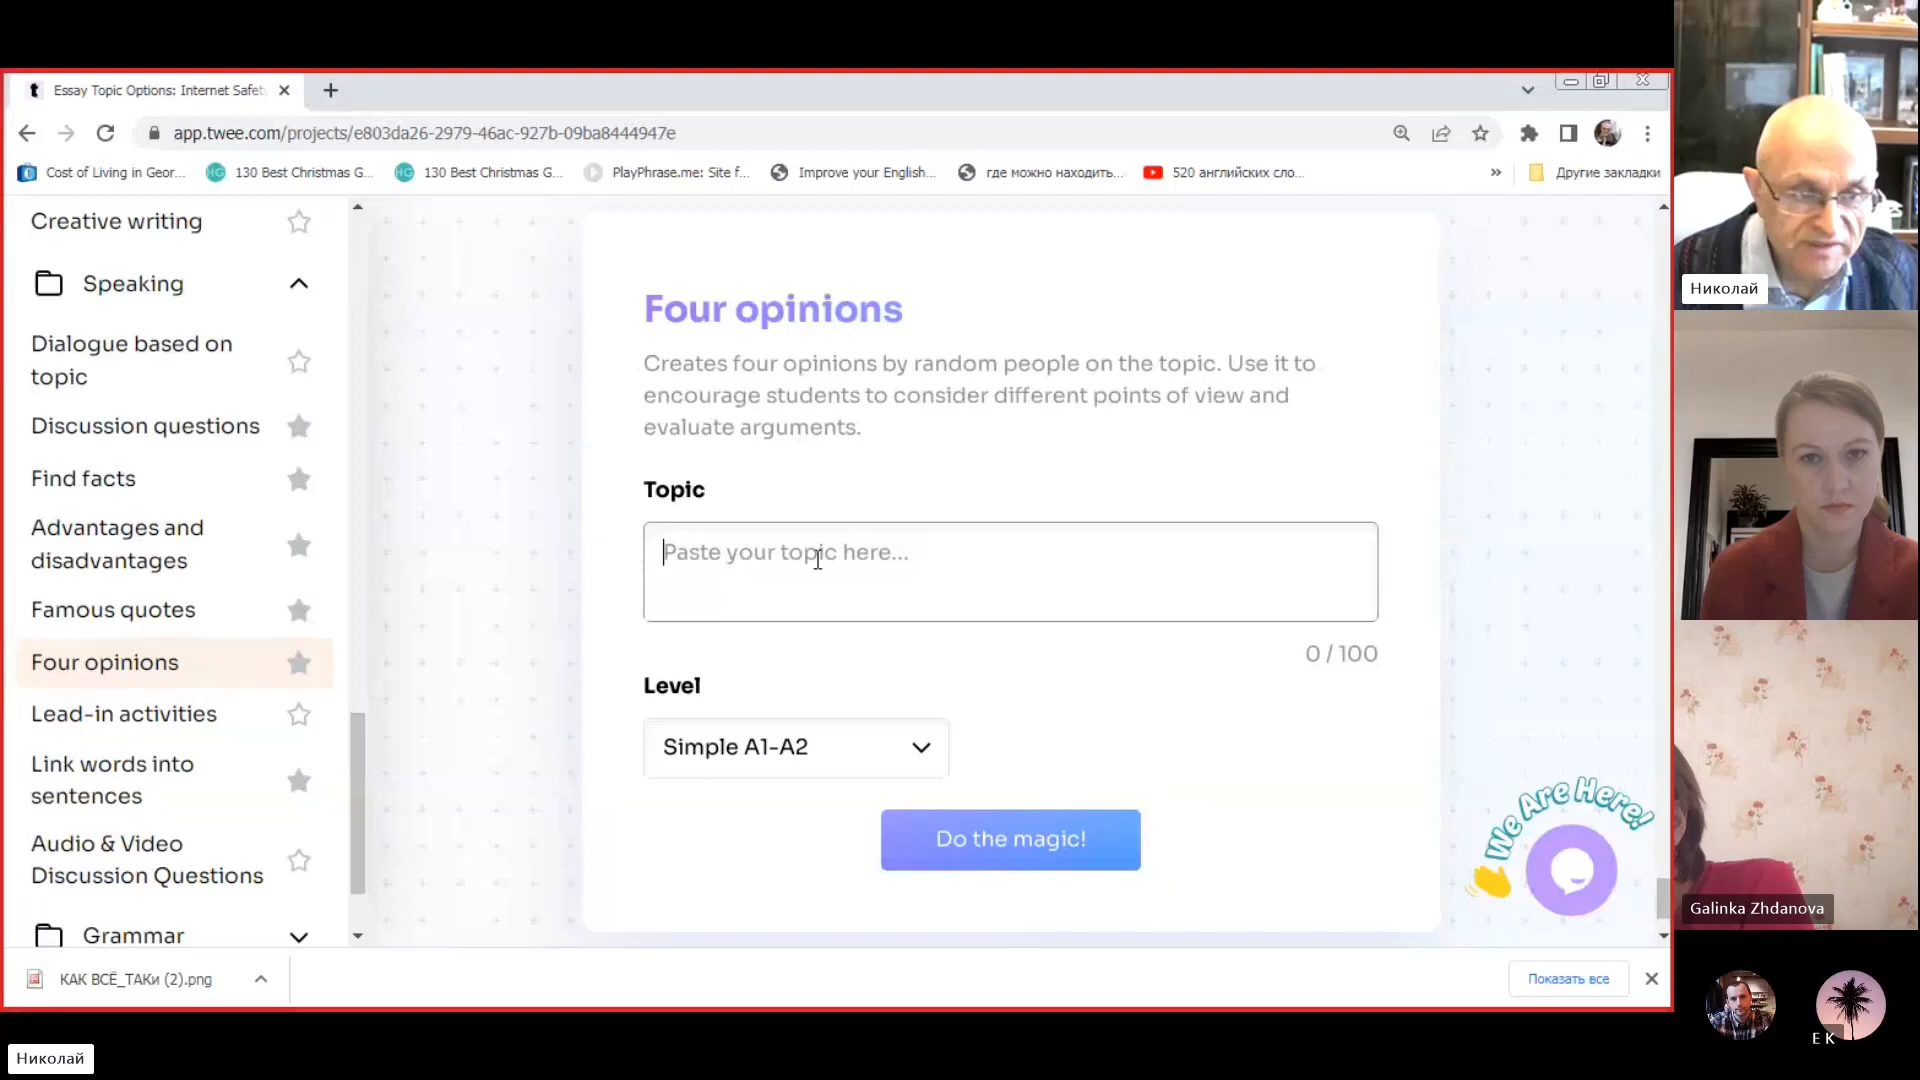 Essay Topic Options: Internet Safet
app.twee.com/projects/e803da26-2979-46ac-927b-09ba8444947e
Cost of Living in Geor...
130 Best Christmas G...
130 Best Christmas G...
PlayPhrase.me: Site f...
Improve your English...
где можно находить...
520 английских сло...
»
Другие закладки
Creative writing
Speaking
Dialogue based on
topic
Discussion questions
Find facts
Advantages and
disadvantages
Famous quotes
Four opinions
Lead-in activities
Link words into
sentences
Audio & Video
Discussion Questions
Grammar
Four opinions
Creates four opinions by random people on the topic. Use it to
encourage students to consider different points of view and
evaluate arguments.
Topic
Paste your topic here...
0 / 100
Level
Simple A1-A2
Do the magic!
We Are Here!
КАК ВСЁ_ТАКи (2).png
Показать все
Николай
Galinka Zhdanova
E K
Николай